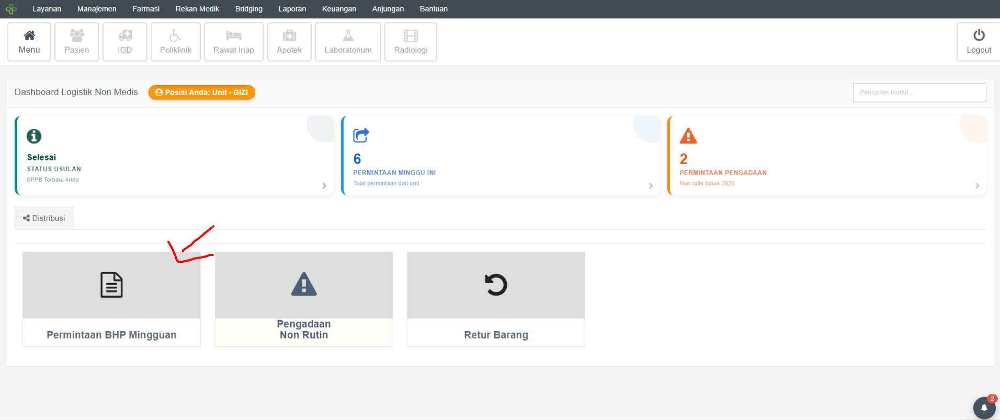 Layanan Manajemen Farmasi Rekan Medik Bridging Laporan Keuangan Anjungan Bantuan
Menu Pasien IGD Poliklinik Rawat Inap Apotek Laboratorium Radiologi Logout
Dashboard Logistik Non Medis Posisi Anda: Unit - GIZI Pencarian modul...
Selesai
STATUS USULAN
SPPB Terbaru Anda
6
PERMINTAAN MINGGU INI
Total permintaan dari unit
2
PERMINTAAN PENGADAAN
Non rutin tahun 2026
Distribusi
Permintaan BHP Mingguan
Pengadaan
Non Rutin
Retur Barang
2